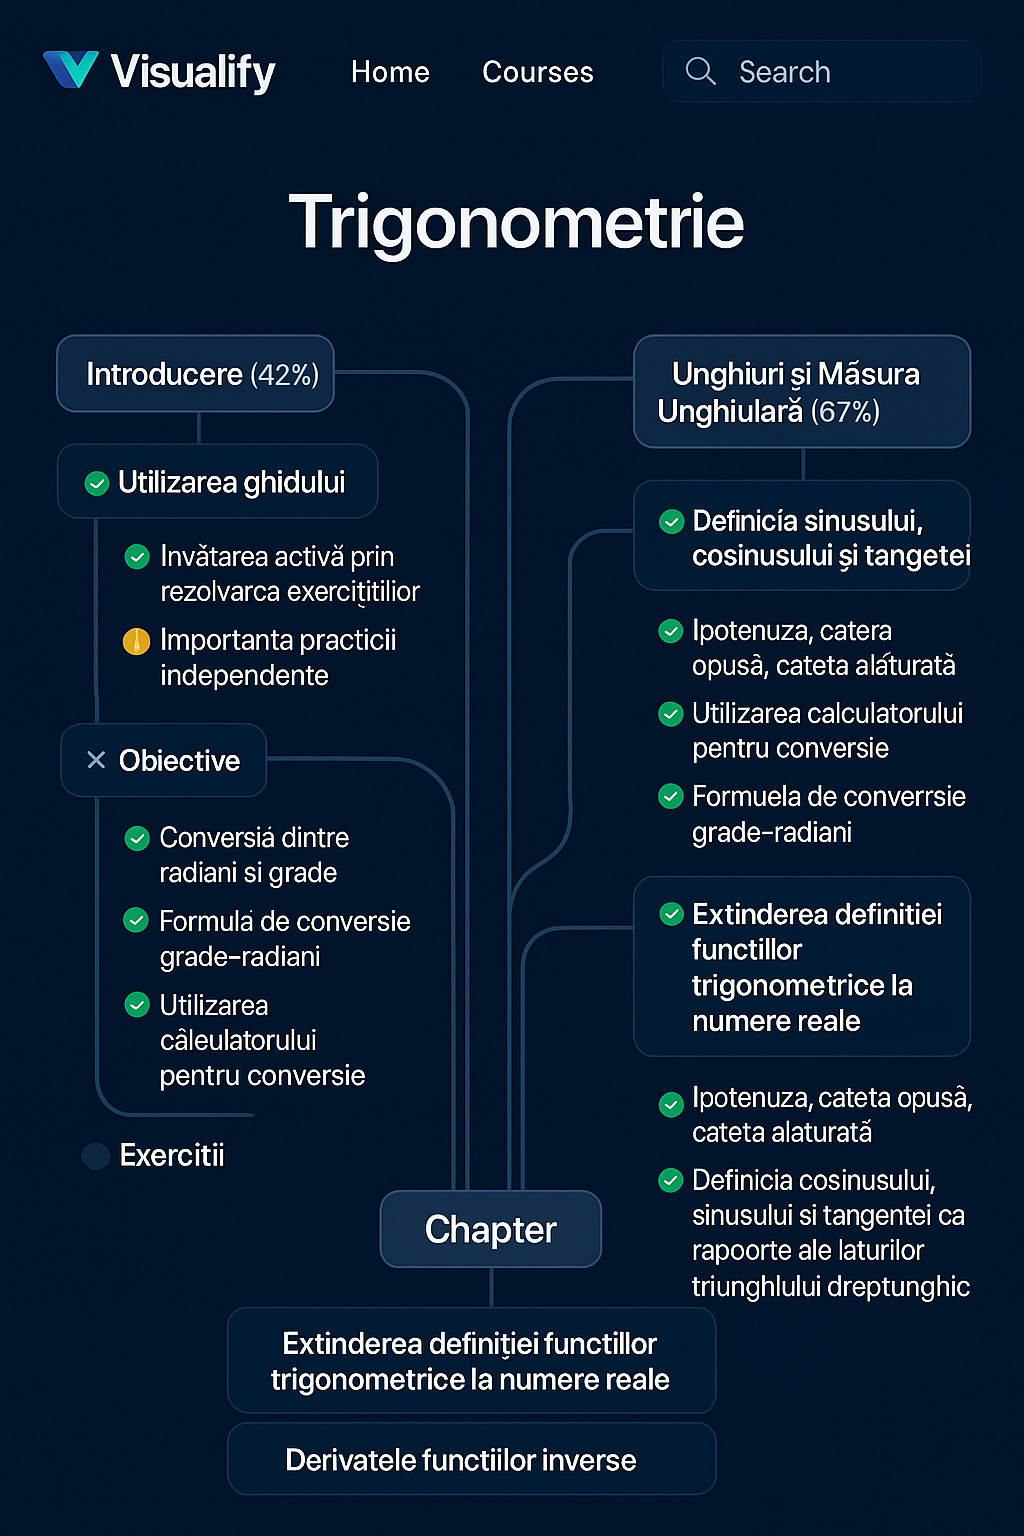 Visualify
Home
Courses
Search
Trigonometrie
Introducere (42%)
Utilizarea ghidului
Invătarea activă prin
rezolvarca exercițitilior
Importanta practicii
independente
Obiective
Conversiá dintre
radiani si grade
Formulá de conversie
grade-radiani
Utilizarea
câleulatorului
pentru conversie
Exercitii
Unghiuri și Măsura
Unghiulară (67%)
Definicía sinusului,
cosinusului și tangetei
Ipotenuza, catera
opusâ, cateta aláturată
Utilizarea calculatorului
pentru conversie
Formuela de converrsie
grade-radiani
Extinderea definitiei
functillor
trigonometrice la
numere reale
Ipotenuza, cateta opusâ,
cateta alaturată
Definicia cosinusului,
sinusului si tangentei ca
rapoorte ale laturilor
triunghlului dreptunghic
Chapter
Extinderea definiției functillor
trigonometrice la numere reale
Derivatele functiilor inverse